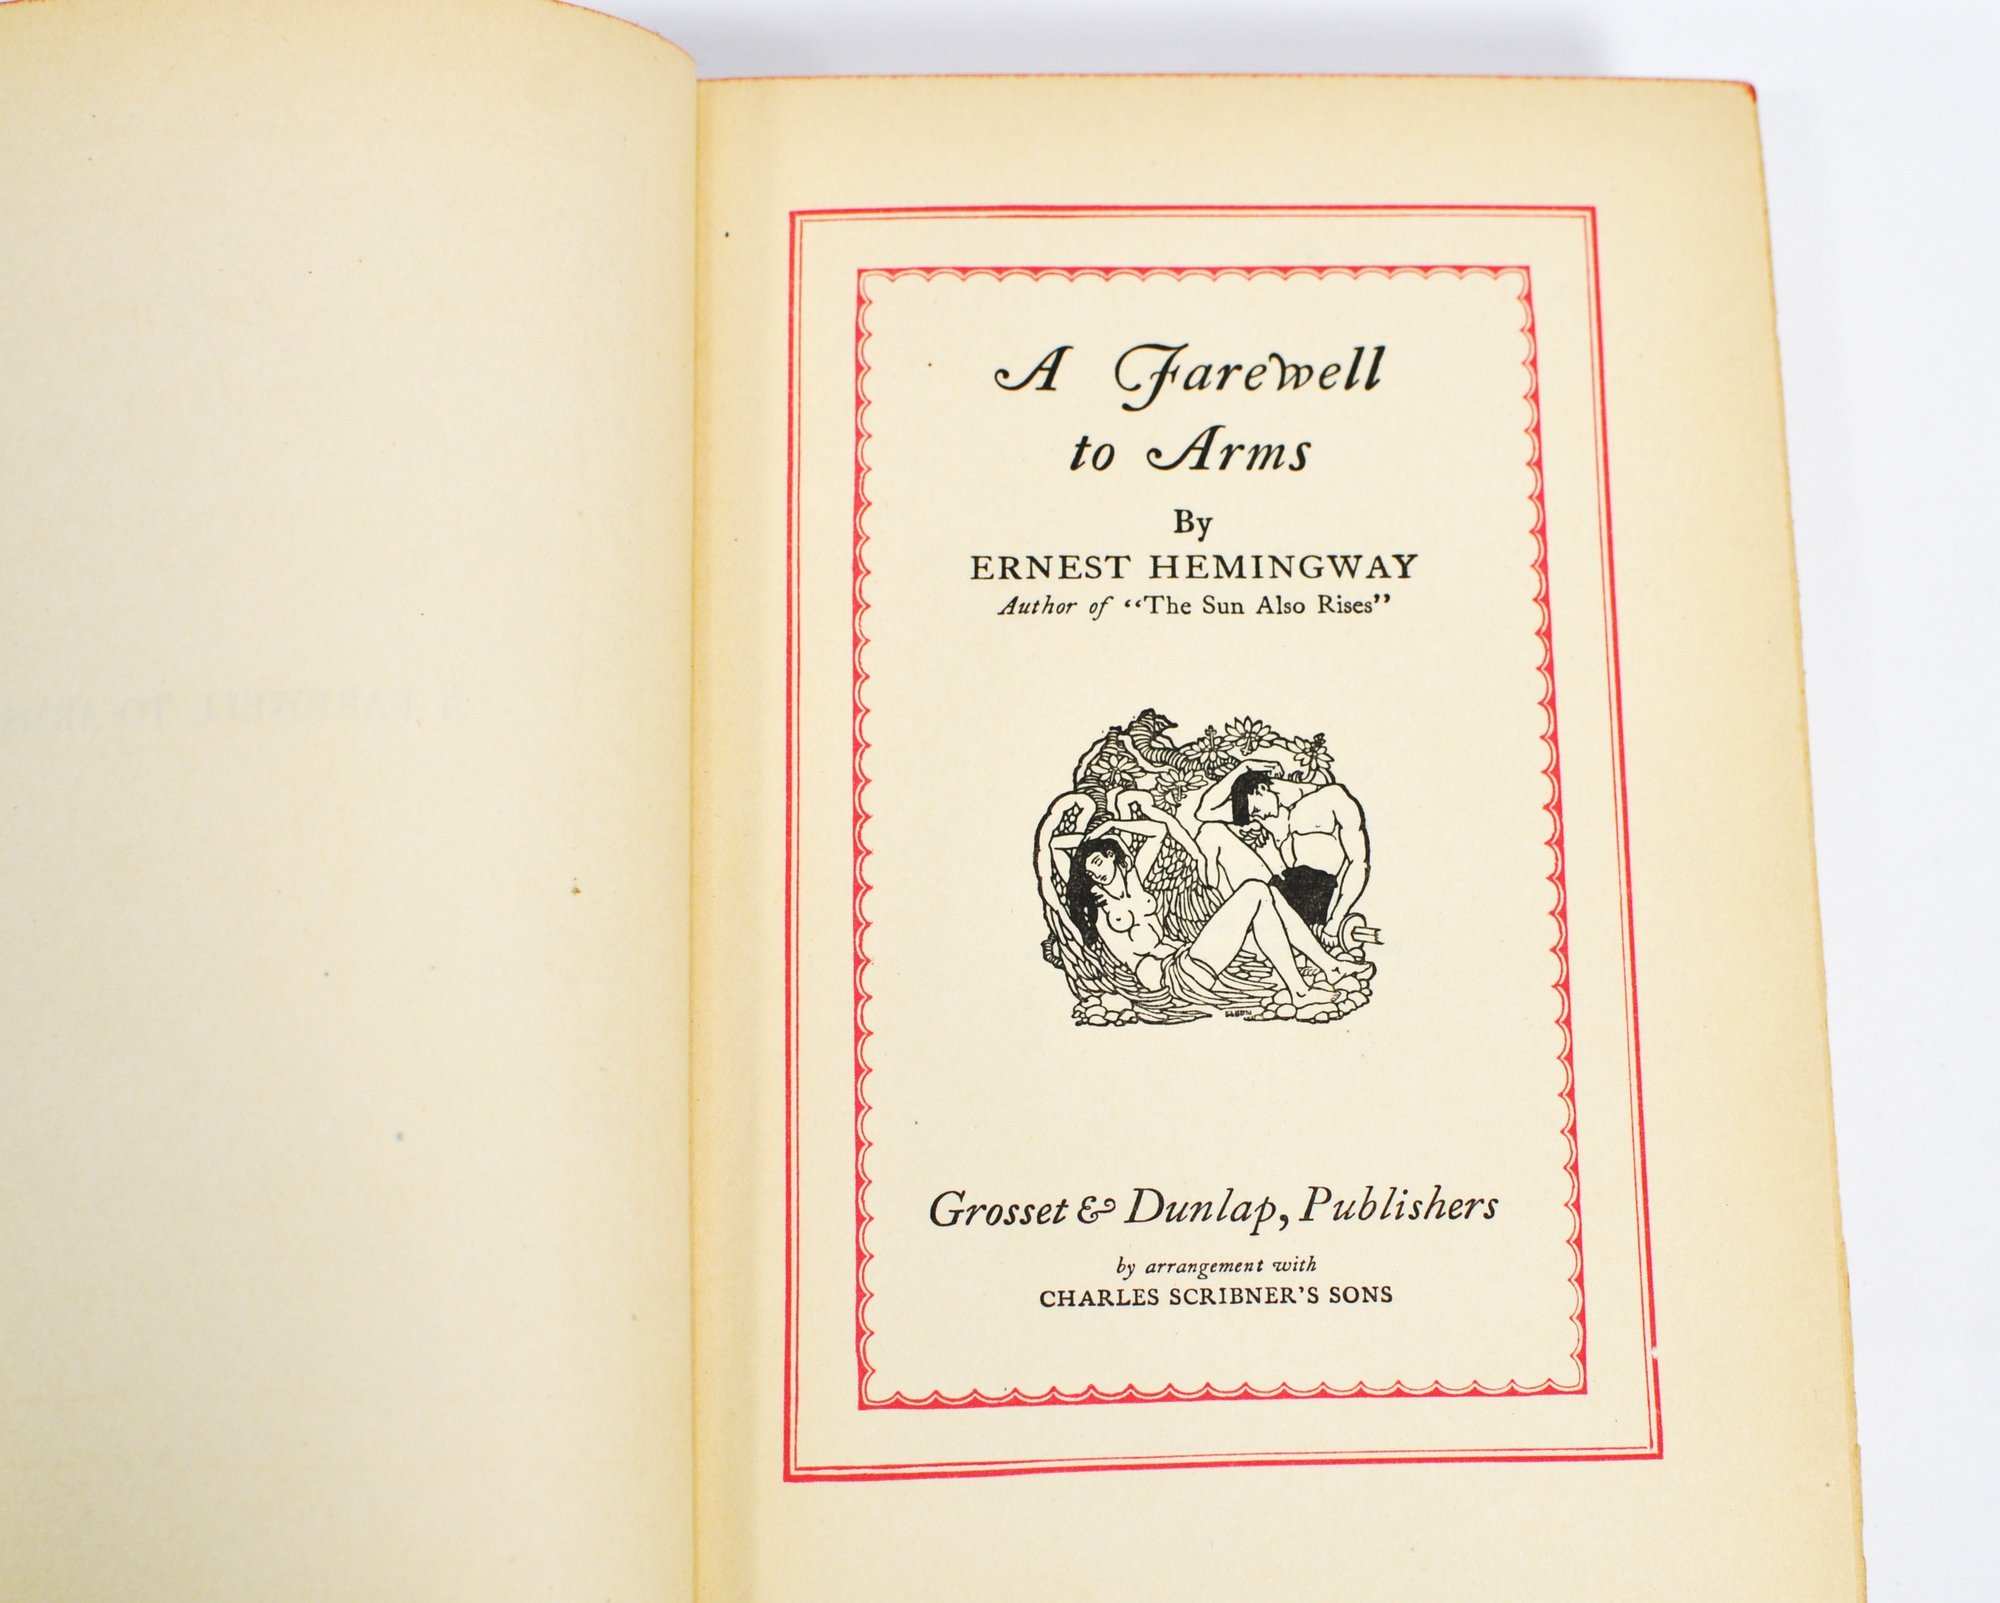 A Farewell
to Arms
By
ERNEST HEMINGWAY
Author of “The Sun Also Rises”
Grosset & Dunlap, Publishers
by arrangement with
CHARLES SCRIBNER'S SONS